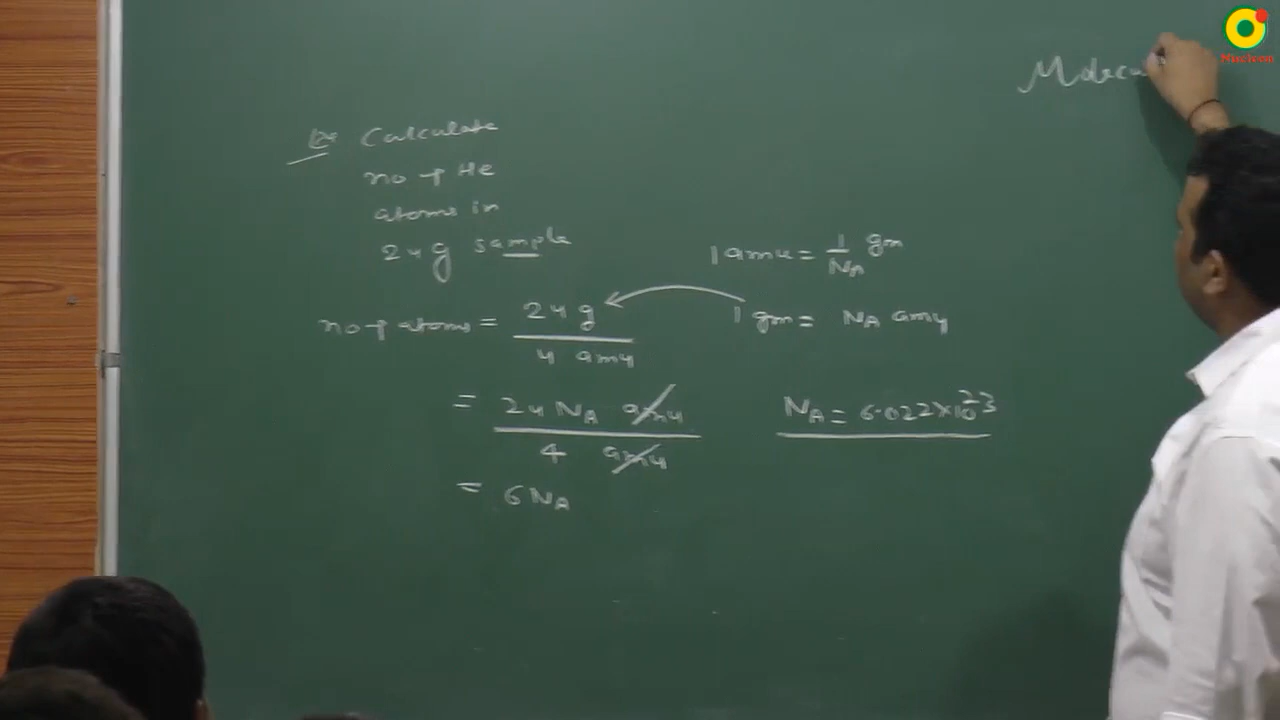 Ex Calculate
no of He
atoms in
24g sample
no of atoms = 24 g / 4 amu
= 24 NA amu / 4 amu
= 6 NA
1 amu = 1/NA gm
1 gm = NA amu
NA = 6.022×10^23
Molecu
Nucleon